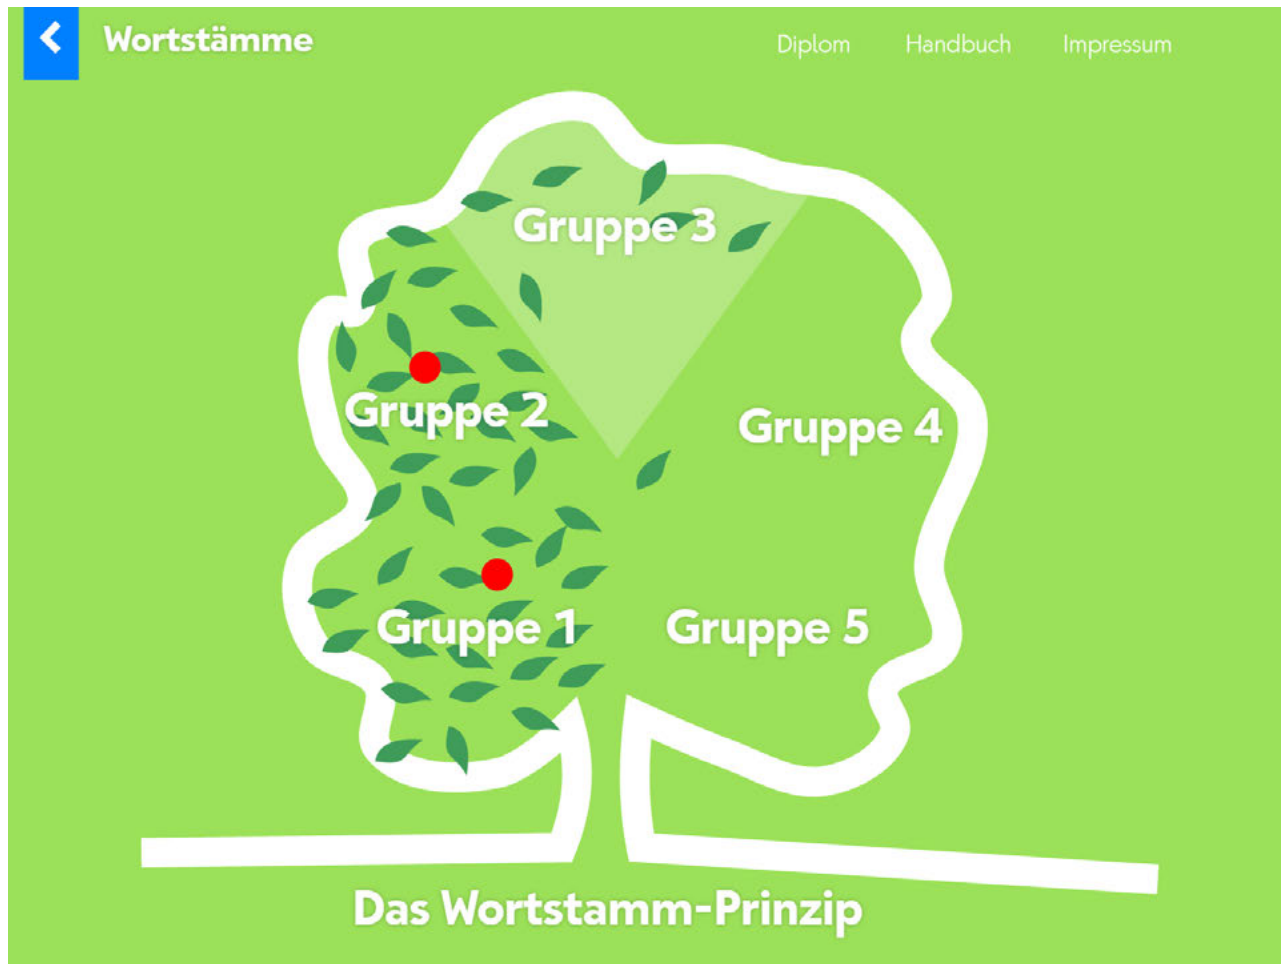 Wortstämme
Diplom Handbuch Impressum
Gruppe 3
Gruppe 2
Gruppe 4
Gruppe 1
Gruppe 5
Das Wortstamm-Prinzip